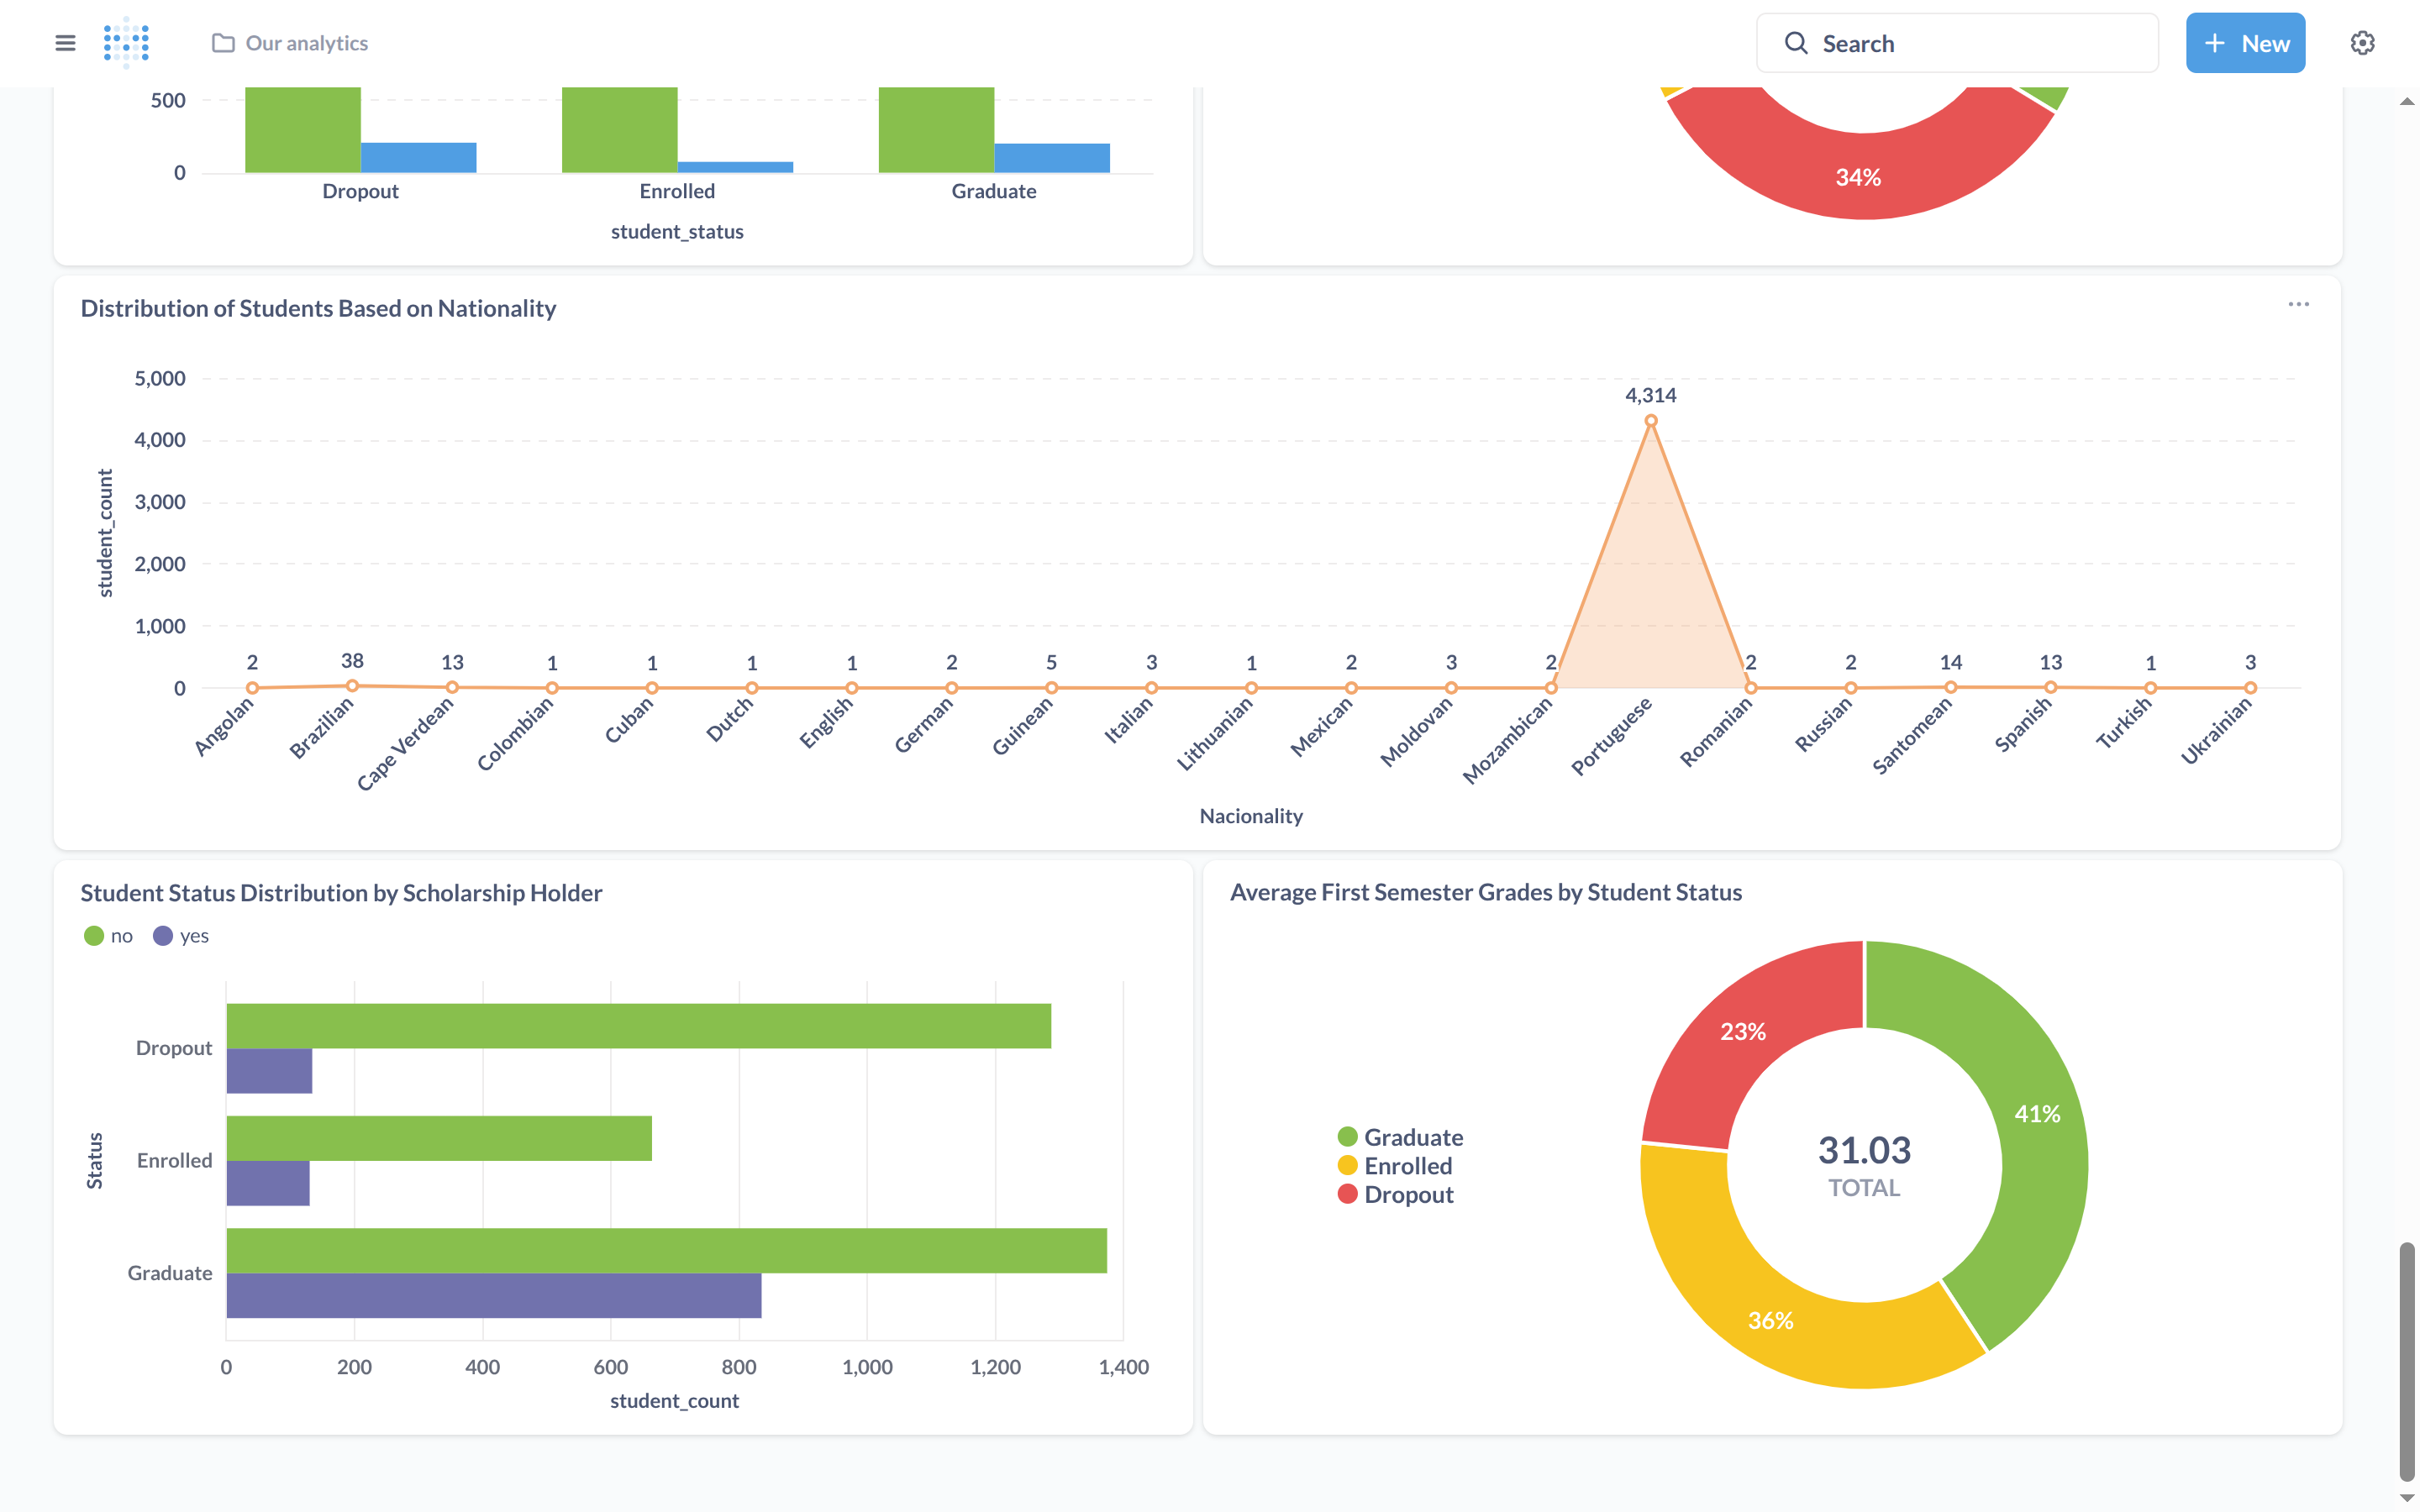 Our analytics
Search
New
500
0
Dropout Enrolled Graduate
student_status
34%
Distribution of Students Based on Nationality
5,000
4,000
3,000
2,000
1,000
0
student_count
2 38 13 1 1 1 1 2 5 3 1 2 3 2 4,314 2 2 14 13 1 3
Angolan Brazilian Cape Verdean Colombian Cuban Dutch English German Guinean Italian Lithuanian Mexican Moldovan Mozambican Portuguese Romanian Russian Santomean Spanish Turkish Ukrainian
Nacionality
Student Status Distribution by Scholarship Holder
no yes
Status
Dropout
Enrolled
Graduate
0 200 400 600 800 1,000 1,200 1,400
student_count
Average First Semester Grades by Student Status
Graduate
Enrolled
Dropout
23%
41%
36%
31.03
TOTAL